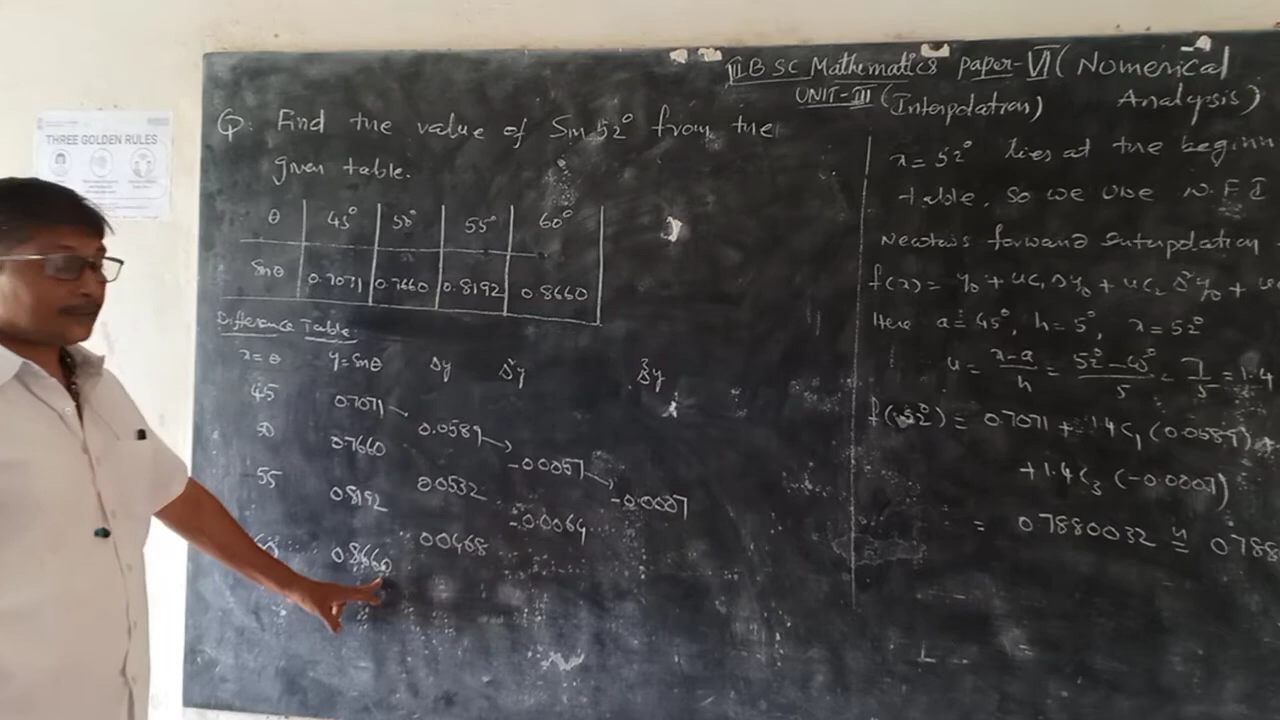 THREE GOLDEN RULES
III B SC Mathematics paper-VI (Numerical Analysis)
UNIT-III (Interpolation)
Q: Find the value of Sin 52° from the
given table.
θ 45° 50° 55° 60°
Sinθ 0.7071 0.7660 0.8192 0.8660
Difference Table
x=θ y=Sinθ Δy Δ²y Δ³y
45 0.7071
0.0589
50 0.7660 -0.0057
0.0532 -0.0007
55 0.8192 -0.0064
0.0468
60 0.8660
x=52° lies at the beginn
table, so we use N.F.I
Newton's forward interpolation
f(x)= y₀ + uC₁ Δy₀ + uC₂ Δ²y₀ +
Here a=45°, h=5°, x=52°
u = x-a/h = 52°-45°/5 = 7/5 = 1.4
f(52°) = 0.7071 + 1.4C₁ (0.0589) +
+1.4C₃ (-0.0007)
= 0.7880032 ≃ 0.788